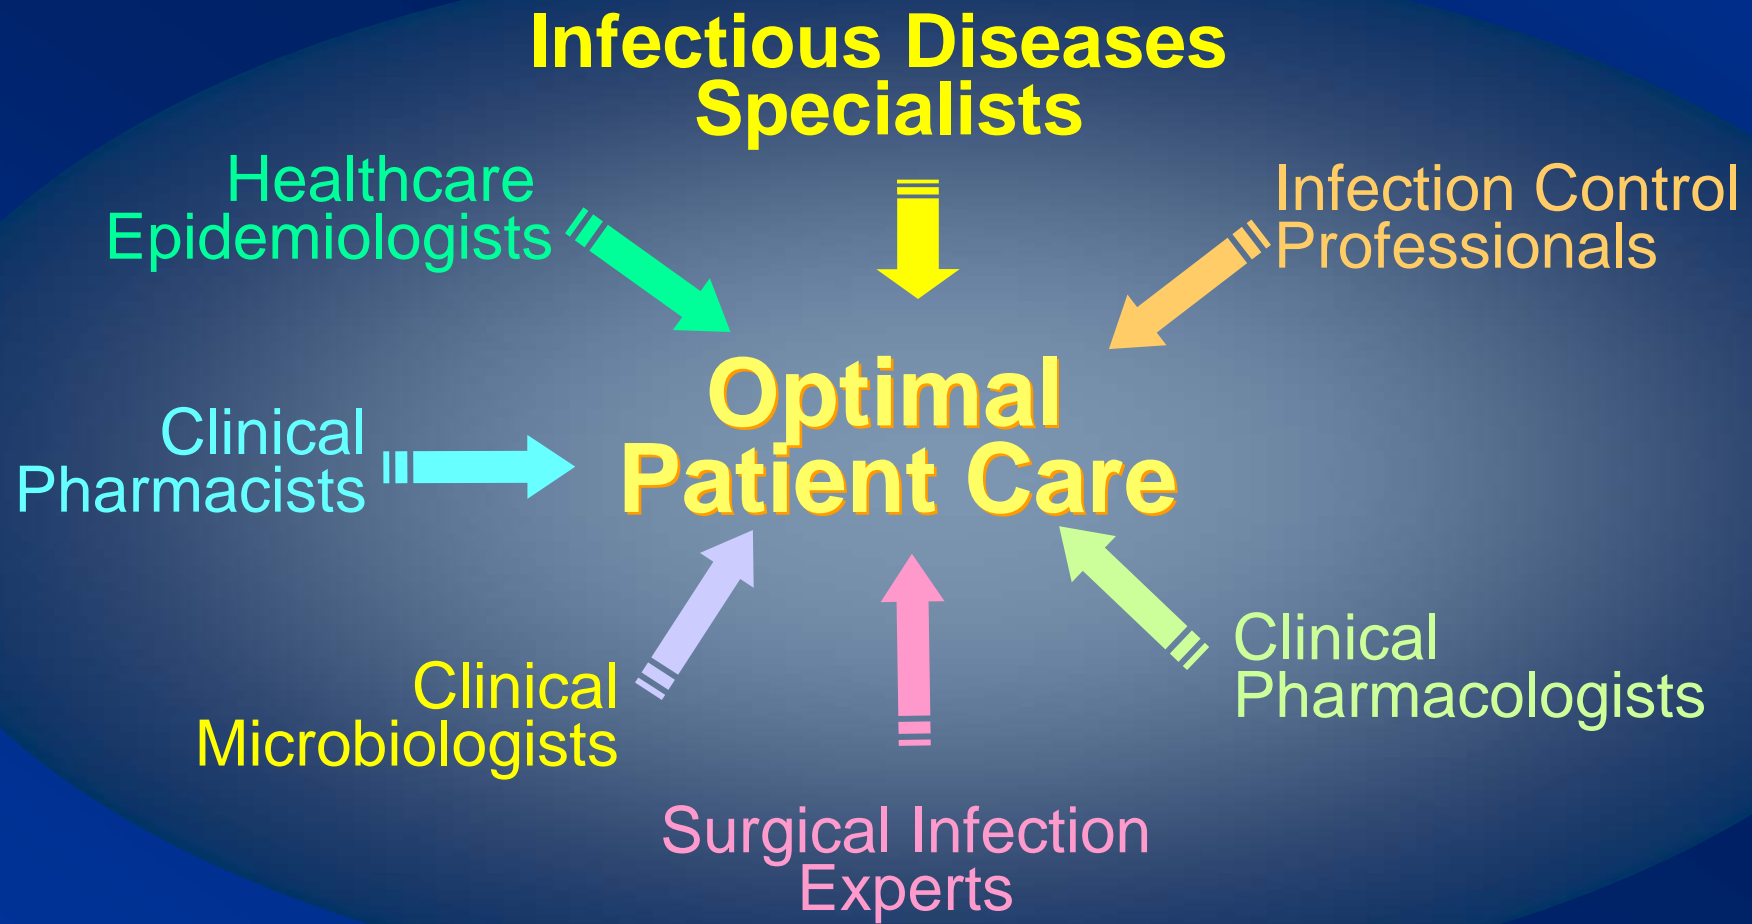 Infectious Diseases
Specialists
Healthcare
Epidemiologists
Infection Control
Professionals
Optimal
Patient Care
Clinical
Pharmacists
Clinical
Pharmacologists
Clinical
Microbiologists
Surgical Infection
Experts